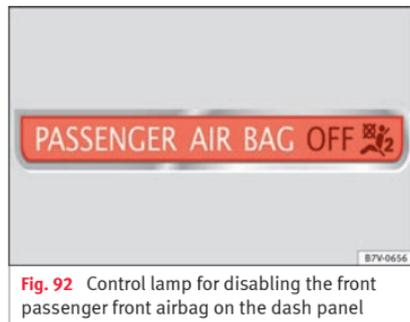 PASSENGER AIR BAG OFF 2
B7V-0656
Fig. 92 Control lamp for disabling the front
passenger front airbag on the dash panel